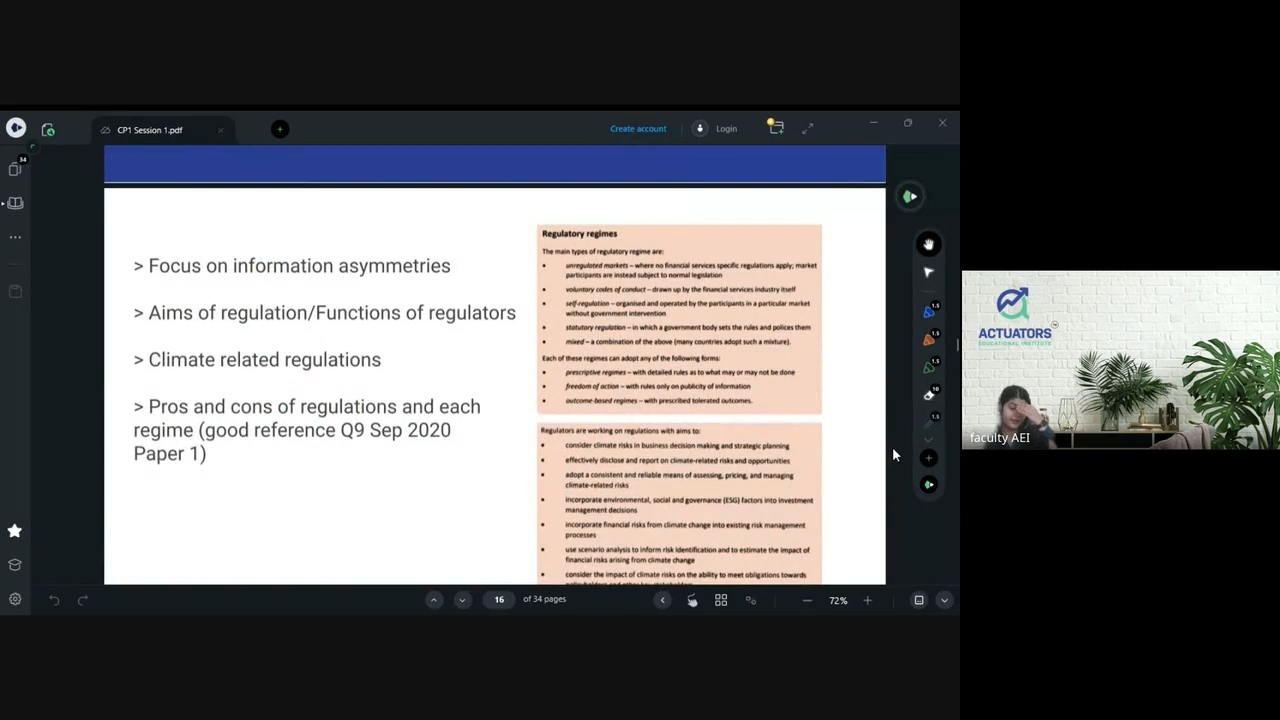 CP1 Session 1.pdf
Create account
Login
34
> Focus on information asymmetries
> Aims of regulation/Functions of regulators
> Climate related regulations
> Pros and cons of regulations and each
regime (good reference Q9 Sep 2020
Paper 1)
Regulatory regimes
The main types of regulatory regime are:
• unregulated markets – where no financial services specific regulations apply; market
participants are instead subject to normal legislation
• voluntary codes of conduct – drawn up by the financial services industry itself
• self-regulation – organised and operated by the participants in a particular market
without government intervention
• statutory regulation – in which a government body sets the rules and polices them
• mixed – a combination of the above (many countries adopt such a mixture).
Each of these regimes can adopt any of the following forms:
• prescriptive regimes – with detailed rules as to what may or may not be done
• freedom of action – with rules only on publicity of information
• outcome-based regimes – with prescribed tolerated outcomes.
Regulators are working on regulations with aims to:
• consider climate risks in business decision making and strategic planning
• effectively disclose and report on climate-related risks and opportunities
• adopt a consistent and reliable means of assessing, pricing, and managing
climate-related risks
• incorporate environmental, social and governance (ESG) factors into investment
management decisions
• incorporate financial risks from climate change into existing risk management
processes
• use scenario analysis to inform risk identification and to estimate the impact of
financial risks arising from climate change
• consider the impact of climate risks on the ability to meet obligations towards
1.5
1.5
1.5
10
1.5
16 of 34 pages
72%
ACTUATORS
EDUCATIONAL INSTITUTE
faculty AEI